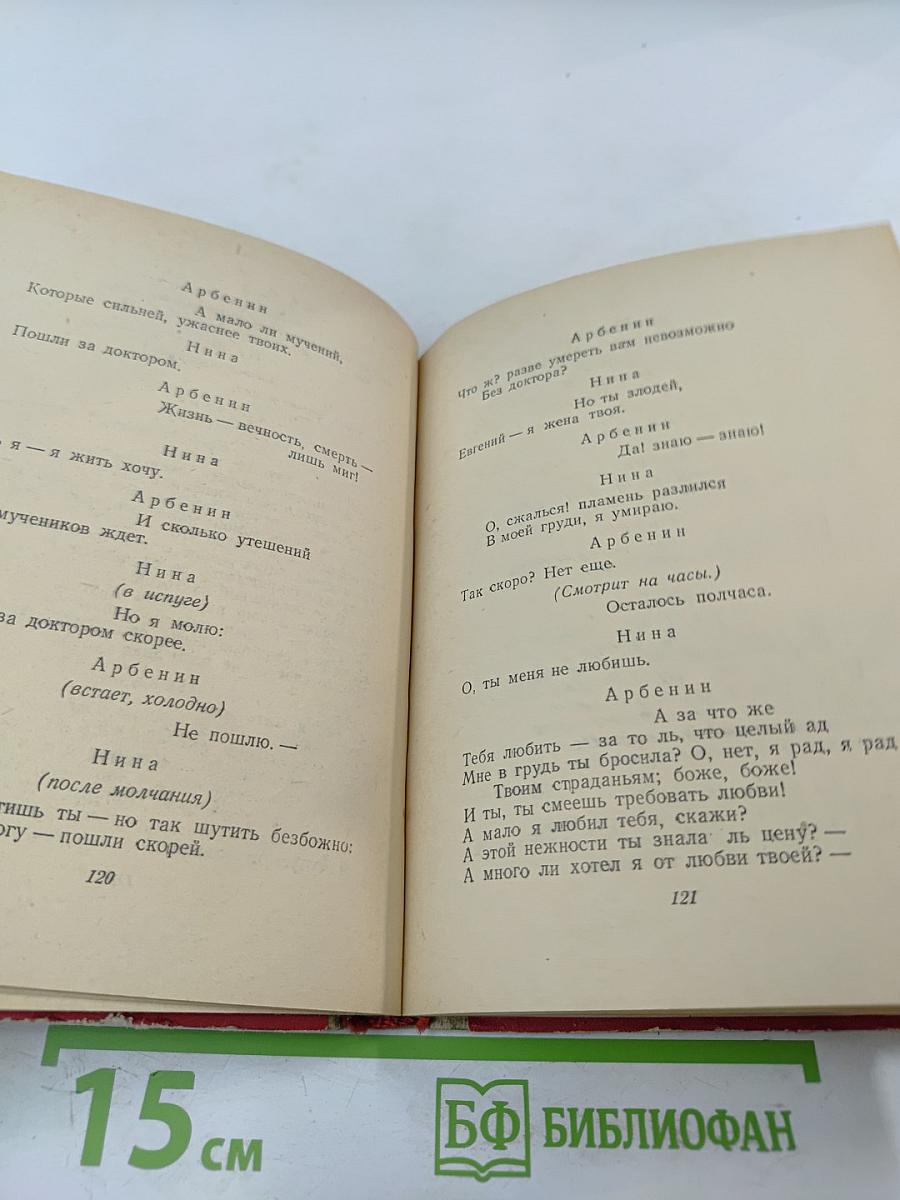 Арбенин
А мало ли мучений,
Которые сильней, ужаснее твоих.
Нина
Пошли за доктором.
Арбенин
Жизнь — вечность, смерть —
лишь миг!
Нина
я — я жить хочу.
Арбенин
И сколько утешений
мучеников ждет.
Нина
(в испуге)
Но я молю:
за доктором скорее.
Арбенин
(встает, холодно)
Не пошлю. —
Нина
(после молчания)
тишь ты — но так шутить безбожно:
огу — пошли скорей.
120
Арбенин
Что ж? разве умереть вам невозможно
Без доктора?
Нина
Но ты злодей,
Евгений — я жена твоя.
Арбенин
Да! знаю — знаю!
Нина
О, сжалься! пламень разлился
В моей груди, я умираю.
Арбенин
Так скоро? Нет еще.
(Смотрит на часы.)
Осталось полчаса.
Нина
О, ты меня не любишь.
Арбенин
А за что же
Тебя любить — за то ль, что целый ад
Мне в грудь ты бросила? О, нет, я рад, я рад
Твоим страданьям; боже, боже!
И ты, ты смеешь требовать любви!
А мало я любил тебя, скажи?
А этой нежности ты знала ль цену? —
А много ли хотел я от любви твоей? —
121
15 см
БФ БИБЛИОФАН